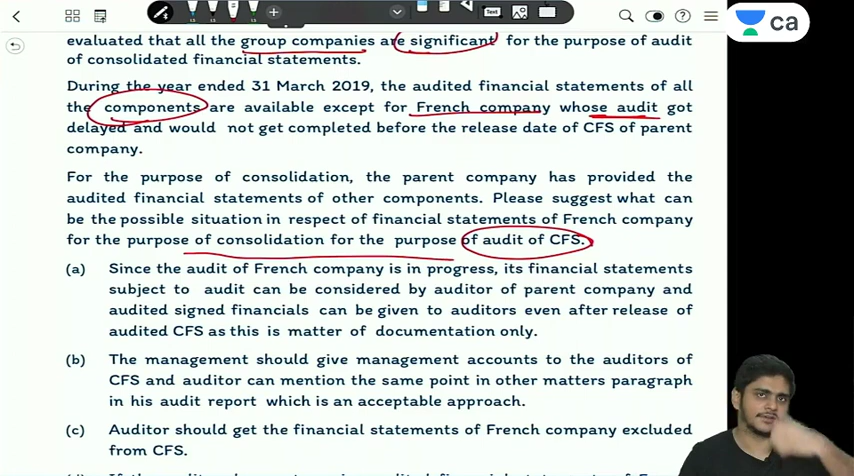 Text
ca
evaluated that all the group companies are significant for the purpose of audit
of consolidated financial statements.
During the year ended 31 March 2019, the audited financial statements of all
the components are available except for French company whose audit got
delayed and would not get completed before the release date of CFS of parent
company.
For the purpose of consolidation, the parent company has provided the
audited financial statements of other components. Please suggest what can
be the possible situation in respect of financial statements of French company
for the purpose of consolidation for the purpose of audit of CFS.
(a) Since the audit of French company is in progress, its financial statements
subject to audit can be considered by auditor of parent company and
audited signed financials can be given to auditors even after release of
audited CFS as this is matter of documentation only.
(b) The management should give management accounts to the auditors of
CFS and auditor can mention the same point in other matters paragraph
in his audit report which is an acceptable approach.
(c) Auditor should get the financial statements of French company excluded
from CFS.